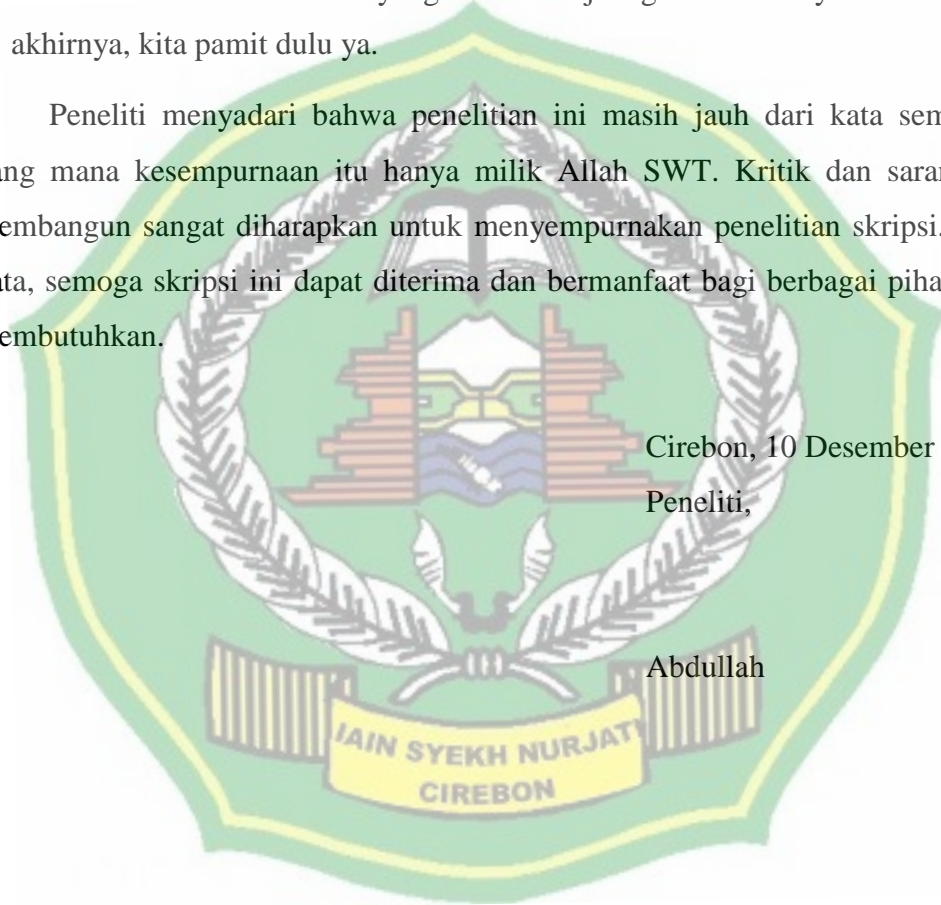 akhirnya, kita pamit dulu ya.
Peneliti menyadari bahwa penelitian ini masih jauh dari kata sem
ang mana kesempurnaan itu hanya milik Allah SWT. Kritik dan saran
embangun sangat diharapkan untuk menyempurnakan penelitian skripsi.
ata, semoga skripsi ini dapat diterima dan bermanfaat bagi berbagai piha
embutuhkan.
Cirebon, 10 Desember
Peneliti,
Abdullah
IAIN SYEKH NURJATI
CIREBON